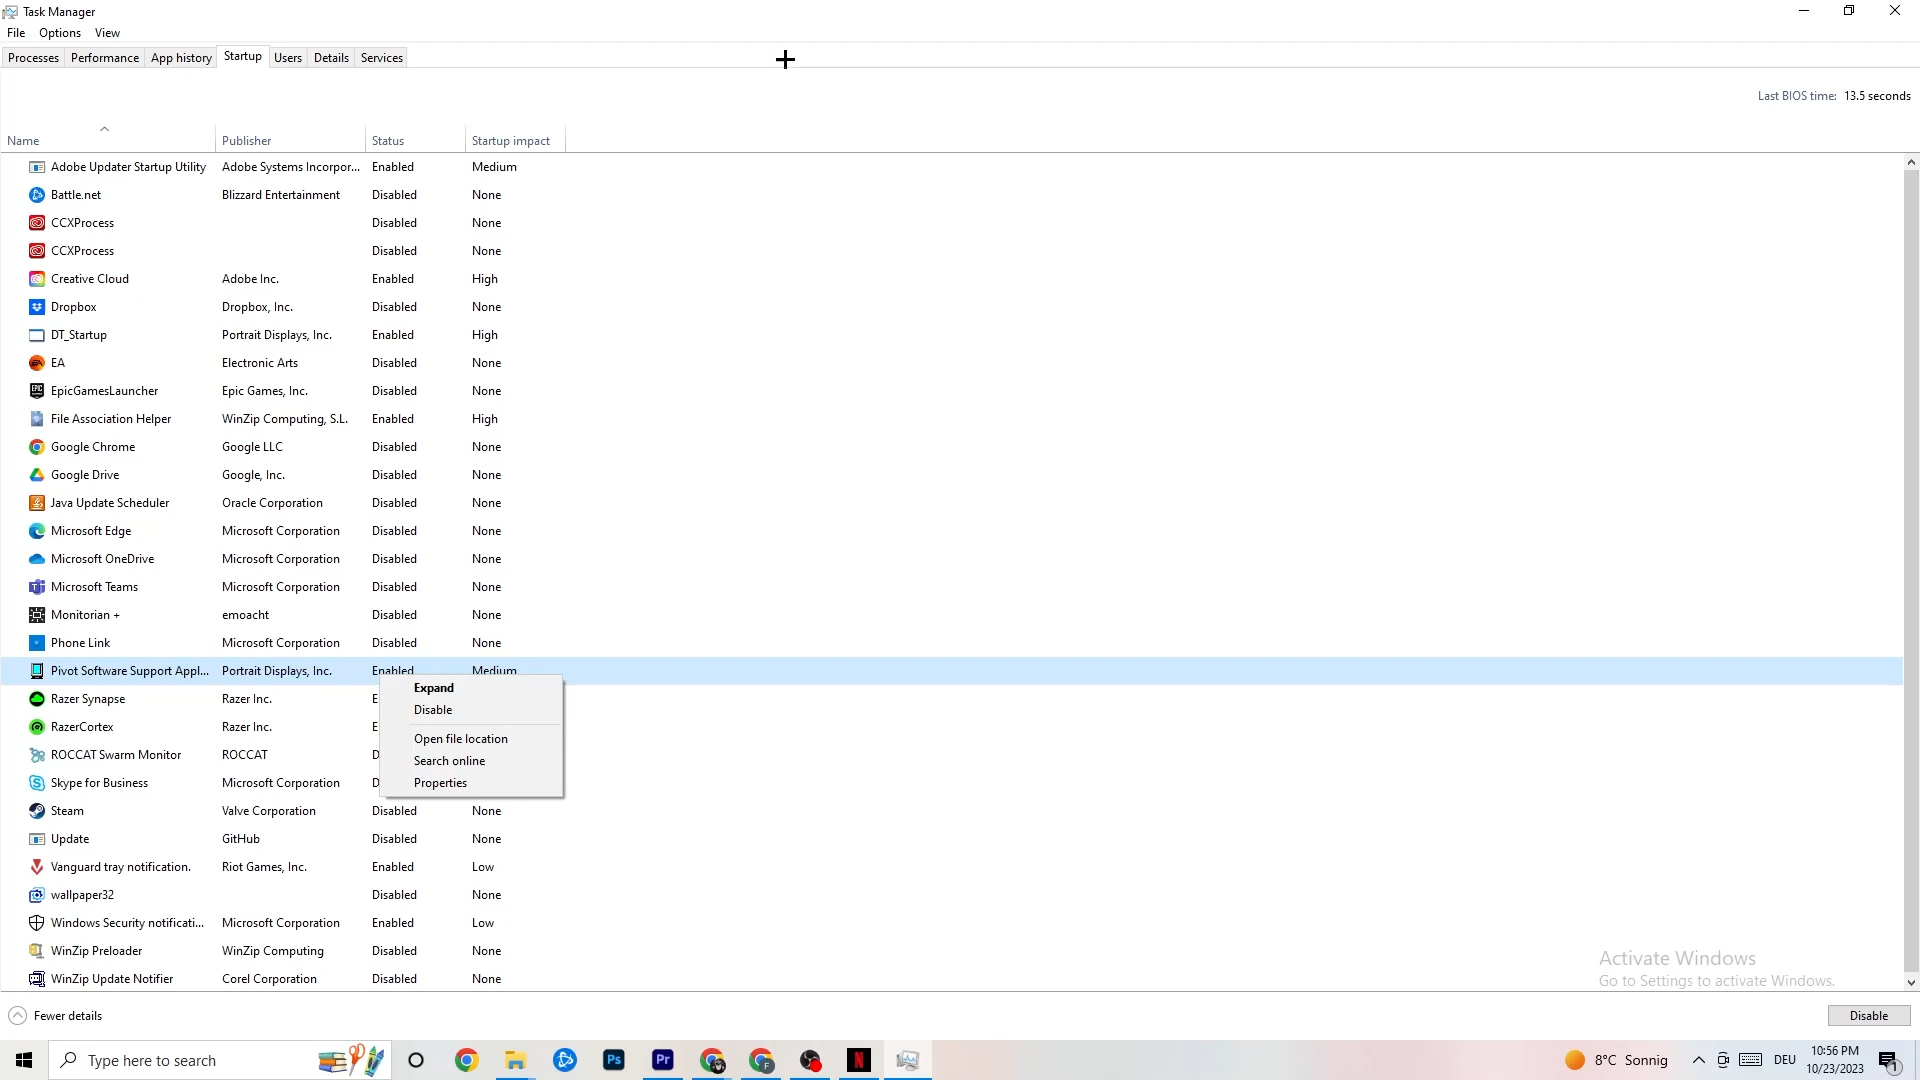 Task Manager
File Options View
Processes Performance App history Startup Users Details Services
Last BIOS time: 13.5 seconds
Name Publisher Status Startup impact
Adobe Updater Startup Utility Adobe Systems Incorpor... Enabled Medium
Battle.net Blizzard Entertainment Disabled None
CCXProcess Disabled None
CCXProcess Disabled None
Creative Cloud Adobe Inc. Enabled High
Dropbox Dropbox, Inc. Disabled None
DT_Startup Portrait Displays, Inc. Enabled High
EA Electronic Arts Disabled None
EpicGamesLauncher Epic Games, Inc. Disabled None
File Association Helper WinZip Computing, S.L. Enabled High
Google Chrome Google LLC Disabled None
Google Drive Google, Inc. Disabled None
Java Update Scheduler Oracle Corporation Disabled None
Microsoft Edge Microsoft Corporation Disabled None
Microsoft OneDrive Microsoft Corporation Disabled None
Microsoft Teams Microsoft Corporation Disabled None
Monitorian + emoacht Disabled None
Phone Link Microsoft Corporation Disabled None
Pivot Software Support Appl... Portrait Displays, Inc. Enabled Medium
Expand
Razer Synapse Razer Inc. E
Disable
RazerCortex Razer Inc. E
Open file location
ROCCAT Swarm Monitor ROCCAT D
Search online
Skype for Business Microsoft Corporation D
Properties
Steam Valve Corporation Disabled None
Update GitHub Disabled None
Vanguard tray notification. Riot Games, Inc. Enabled Low
wallpaper32 Disabled None
Windows Security notificati... Microsoft Corporation Enabled Low
WinZip Preloader WinZip Computing Disabled None
WinZip Update Notifier Corel Corporation Disabled None
Activate Windows
Go to Settings to activate Windows.
Fewer details
Disable
Type here to search
Ps
Pr
F
N
8°C Sonnig
DEU
10:56 PM
10/23/2023
1